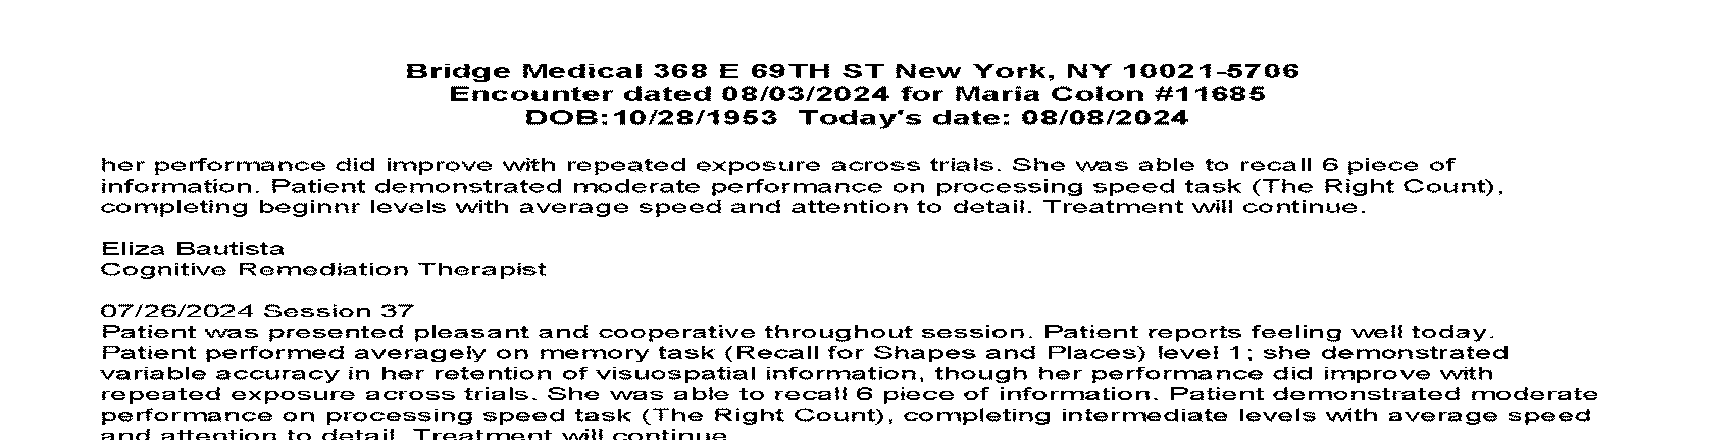 Bridge Medical 368 E 69TH ST New York, NY 10021-5706
Encounter dated 08/03/2024 for Maria Colon #11685
DOB:10/28/1953  Today's date: 08/08/2024
her performance did improve with repeated exposure across trials. She was able to recall 6 piece of
information. Patient demonstrated moderate performance on processing speed task (The Right Count),
completing beginnr levels with average speed and attention to detail. Treatment will continue.
Eliza Bautista
Cognitive Remediation Therapist
07/26/2024 Session 37
Patient was presented pleasant and cooperative throughout session. Patient reports feeling well today.
Patient performed averagely on memory task (Recall for Shapes and Places) level 1; she demonstrated
variable accuracy in her retention of visuospatial information, though her performance did improve with
repeated exposure across trials. She was able to recall 6 piece of information. Patient demonstrated moderate
performance on processing speed task (The Right Count), completing intermediate levels with average speed
and attention to detail. Treatment will continue.